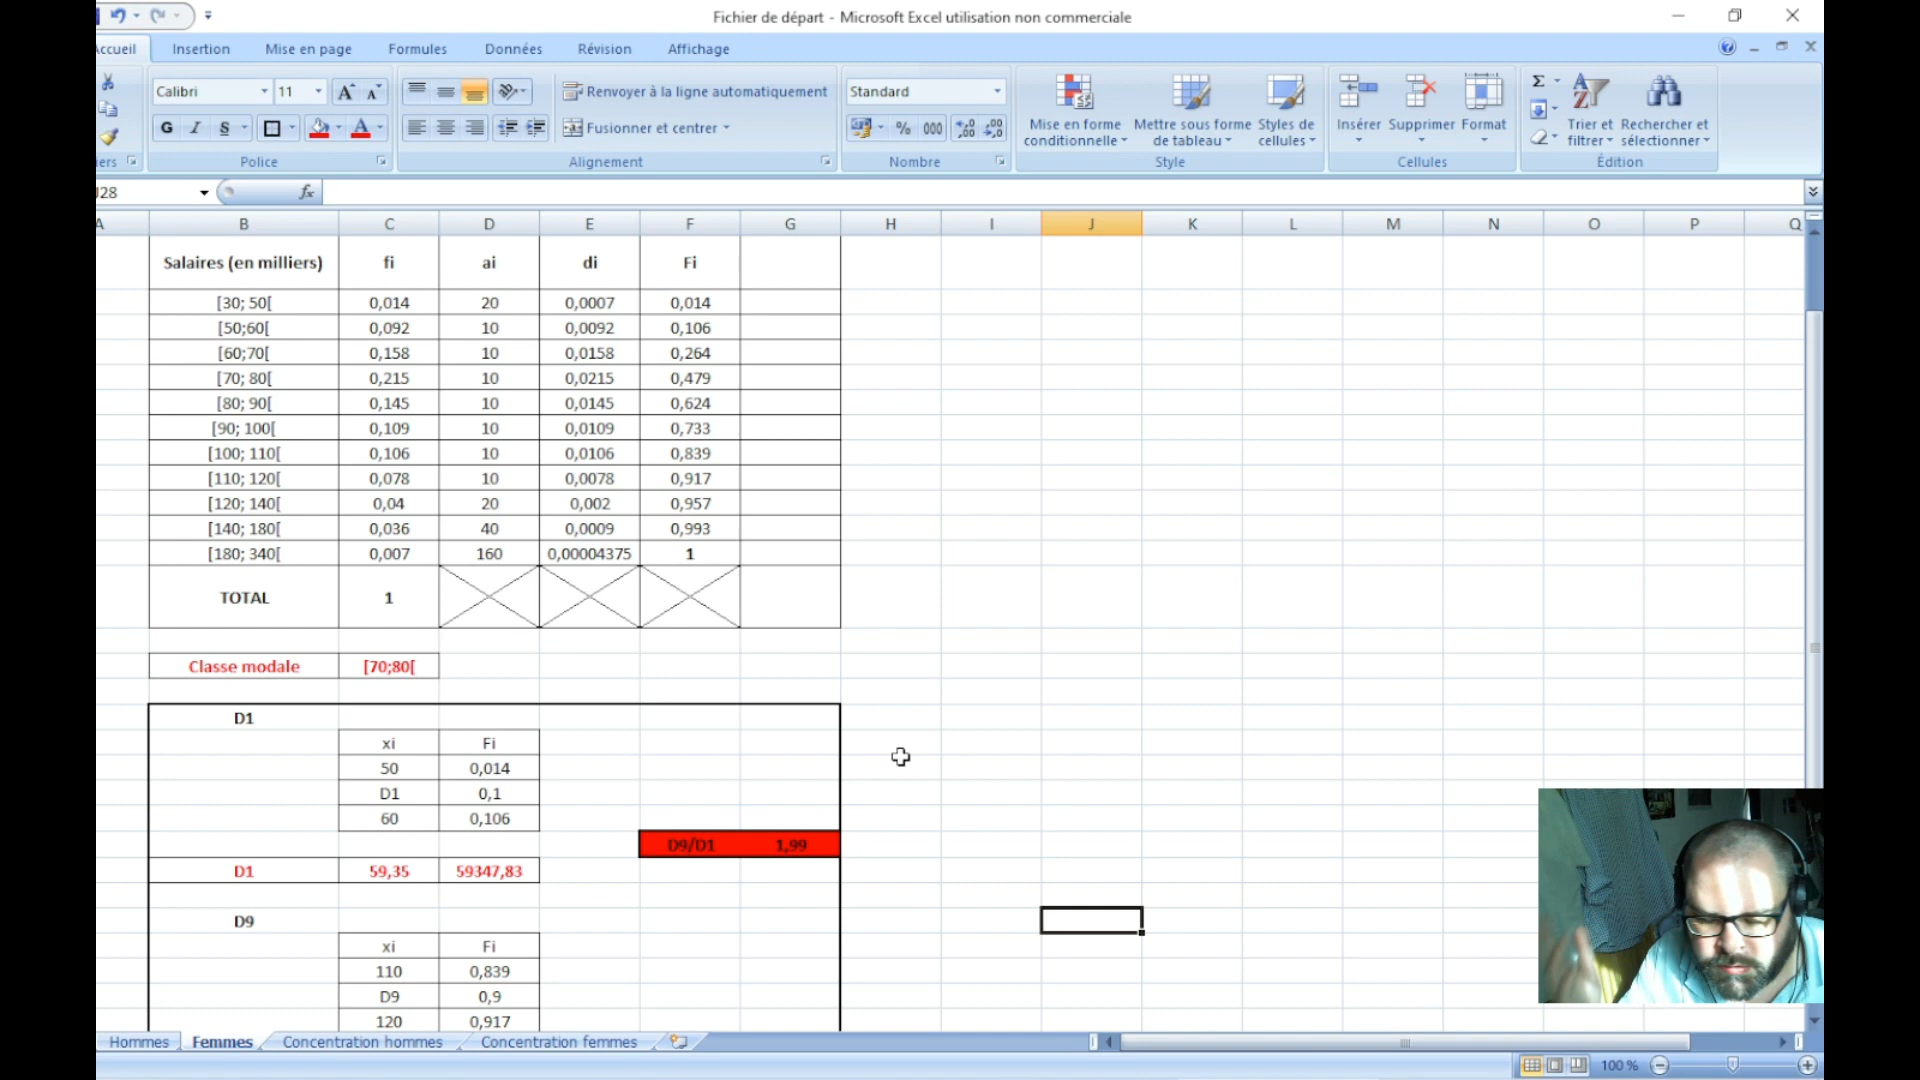 Fichier de départ - Microsoft Excel utilisation non commerciale
Accueil Insertion Mise en page Formules Données Révision Affichage
Calibri 11 Renvoyer à la ligne automatiquement Standard
G I S Fusionner et centrer % 000
Mise en forme conditionnelle Mettre sous forme de tableau Styles de cellules Insérer Supprimer Format Trier et filtrer Rechercher et sélectionner
Police Alignement Nombre Style Cellules Édition
J28 fx
A B C D E F G H I J K L M N O P Q
Salaires (en milliers) fi ai di Fi
[30; 50[ 0,014 20 0,0007 0,014
[50;60[ 0,092 10 0,0092 0,106
[60;70[ 0,158 10 0,0158 0,264
[70; 80[ 0,215 10 0,0215 0,479
[80; 90[ 0,145 10 0,0145 0,624
[90; 100[ 0,109 10 0,0109 0,733
[100; 110[ 0,106 10 0,0106 0,839
[110; 120[ 0,078 10 0,0078 0,917
[120; 140[ 0,04 20 0,002 0,957
[140; 180[ 0,036 40 0,0009 0,993
[180; 340[ 0,007 160 0,00004375 1
TOTAL 1
Classe modale [70;80[
D1
xi Fi
50 0,014
D1 0,1
60 0,106
D9/D1 1,99
D1 59,35 59347,83
D9
xi Fi
110 0,839
D9 0,9
120 0,917
Hommes Femmes Concentration hommes Concentration femmes
100 %